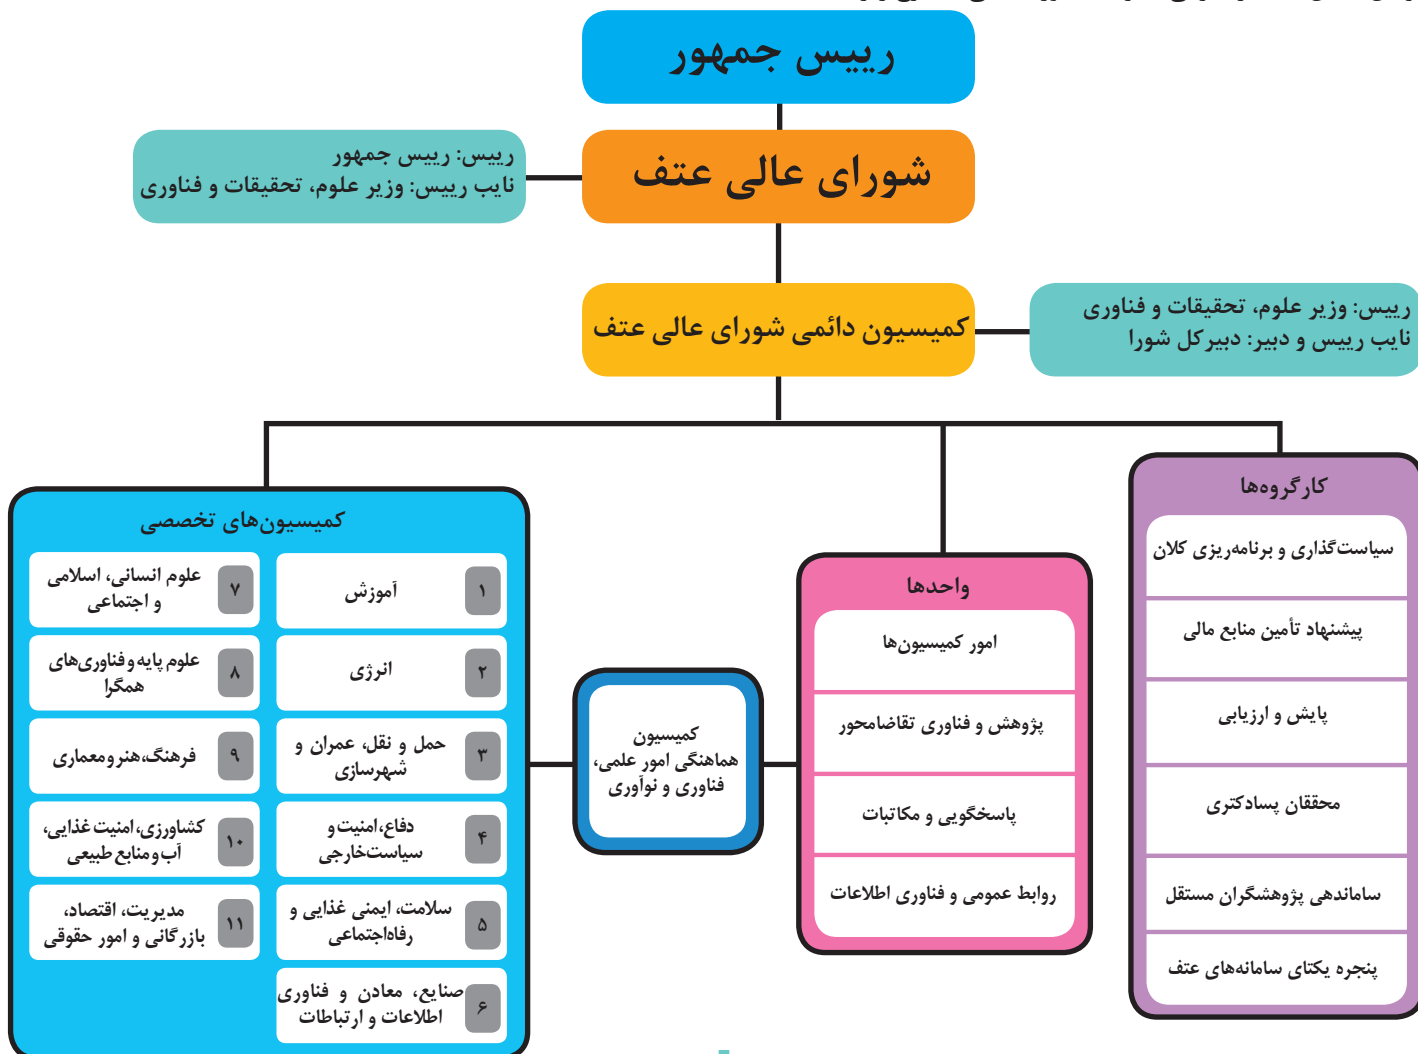 رییس جمهور
شورای عالی عتف
رییس: رییس جمهور
نایب رییس: وزیر علوم، تحقیقات و فناوری
کمیسیون دائمی شورای عالی عتف
رییس: وزیر علوم، تحقیقات و فناوری
نایب رییس و دبیر: دبیرکل شورا
کارگروه‌ها
سیاست‌گذاری و برنامه‌ریزی کلان
پیشنهاد تأمین منابع مالی
پایش و ارزیابی
محققان پسادکتری
ساماندهی پژوهشگران مستقل
پنجره یکتای سامانه‌های عتف
واحدها
امور کمیسیون‌ها
پژوهش و فناوری تقاضامحور
پاسخگویی و مکاتبات
روابط عمومی و فناوری اطلاعات
کمیسیون
هماهنگی امور علمی،
فناوری و نوآوری
کمیسیون‌های تخصصی
۱
آموزش
۲
انرژی
۳
حمل و نقل، عمران و
شهرسازی
۴
دفاع،امنیت و
سیاست‌خارجی
۵
سلامت، ایمنی غذایی و
رفاه‌اجتماعی
۶
صنایع، معادن و فناوری
اطلاعات و ارتباطات
۷
علوم انسانی، اسلامی
و اجتماعی
۸
علوم پایه و فناوری‌های
همگرا
۹
فرهنگ،هنر و معماری
۱۰
کشاورزی، امنیت غذایی،
آب و منابع طبیعی
۱۱
مدیریت، اقتصاد،
بازرگانی و امور حقوقی